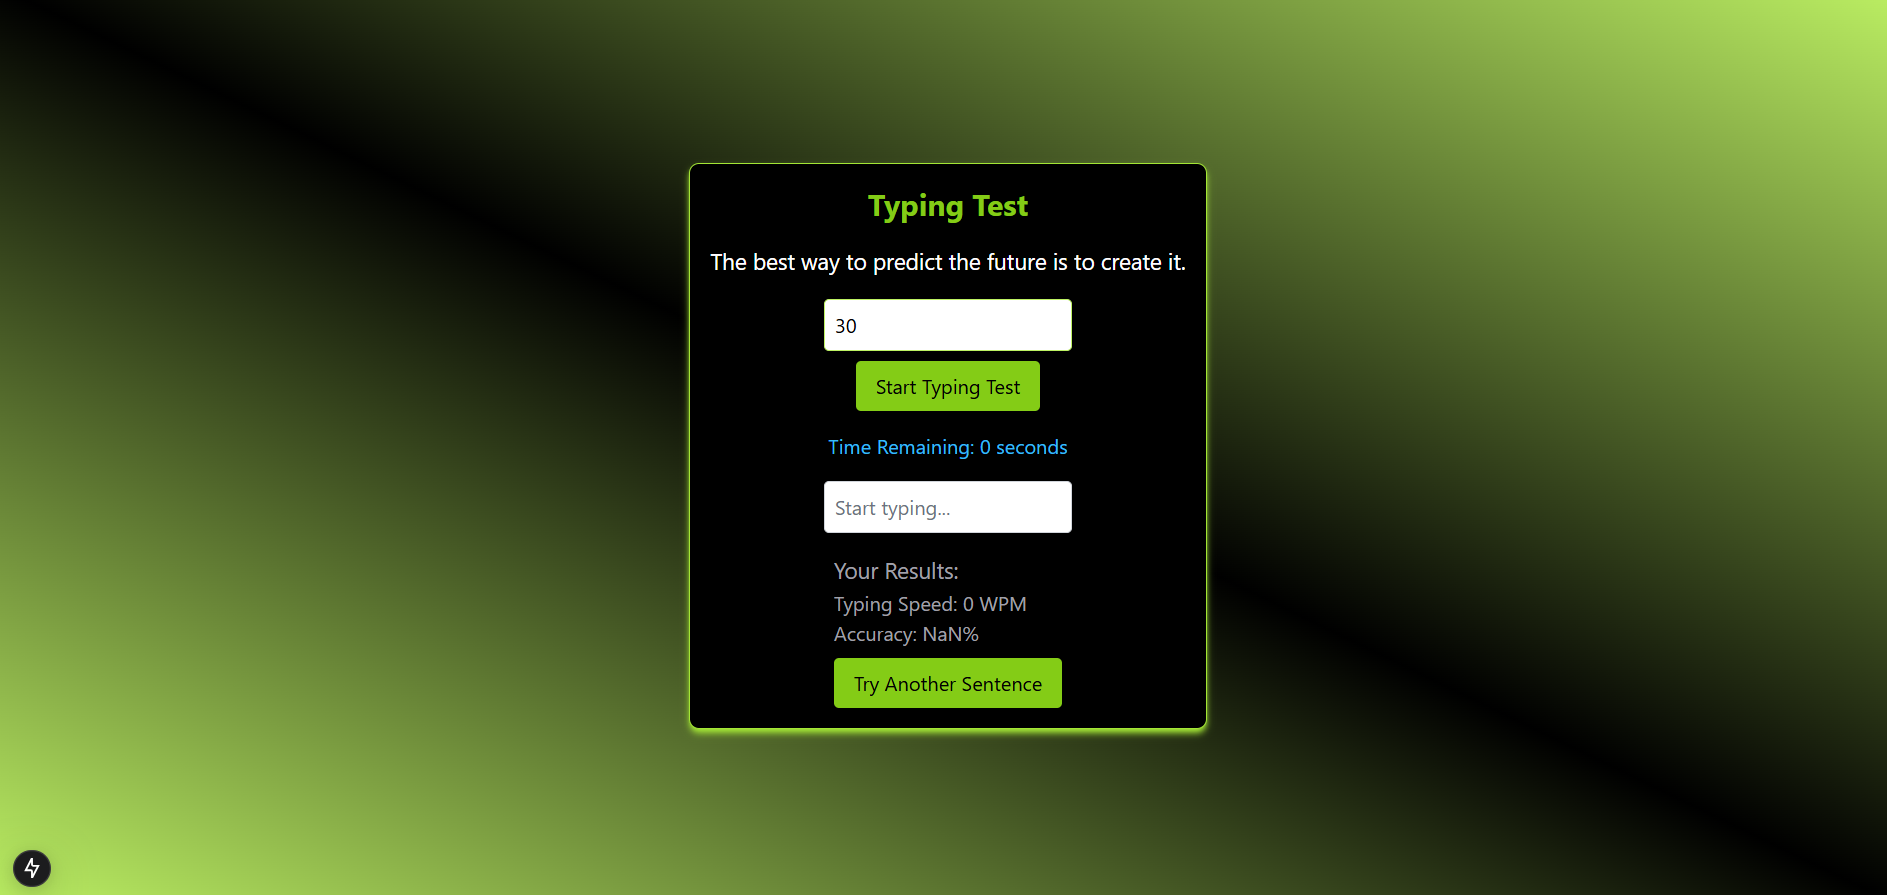 Typing Test
The best way to predict the future is to create it.
30
Start Typing Test
Time Remaining: 0 seconds
Start typing...
Your Results:
Typing Speed: 0 WPM
Accuracy: NaN%
Try Another Sentence